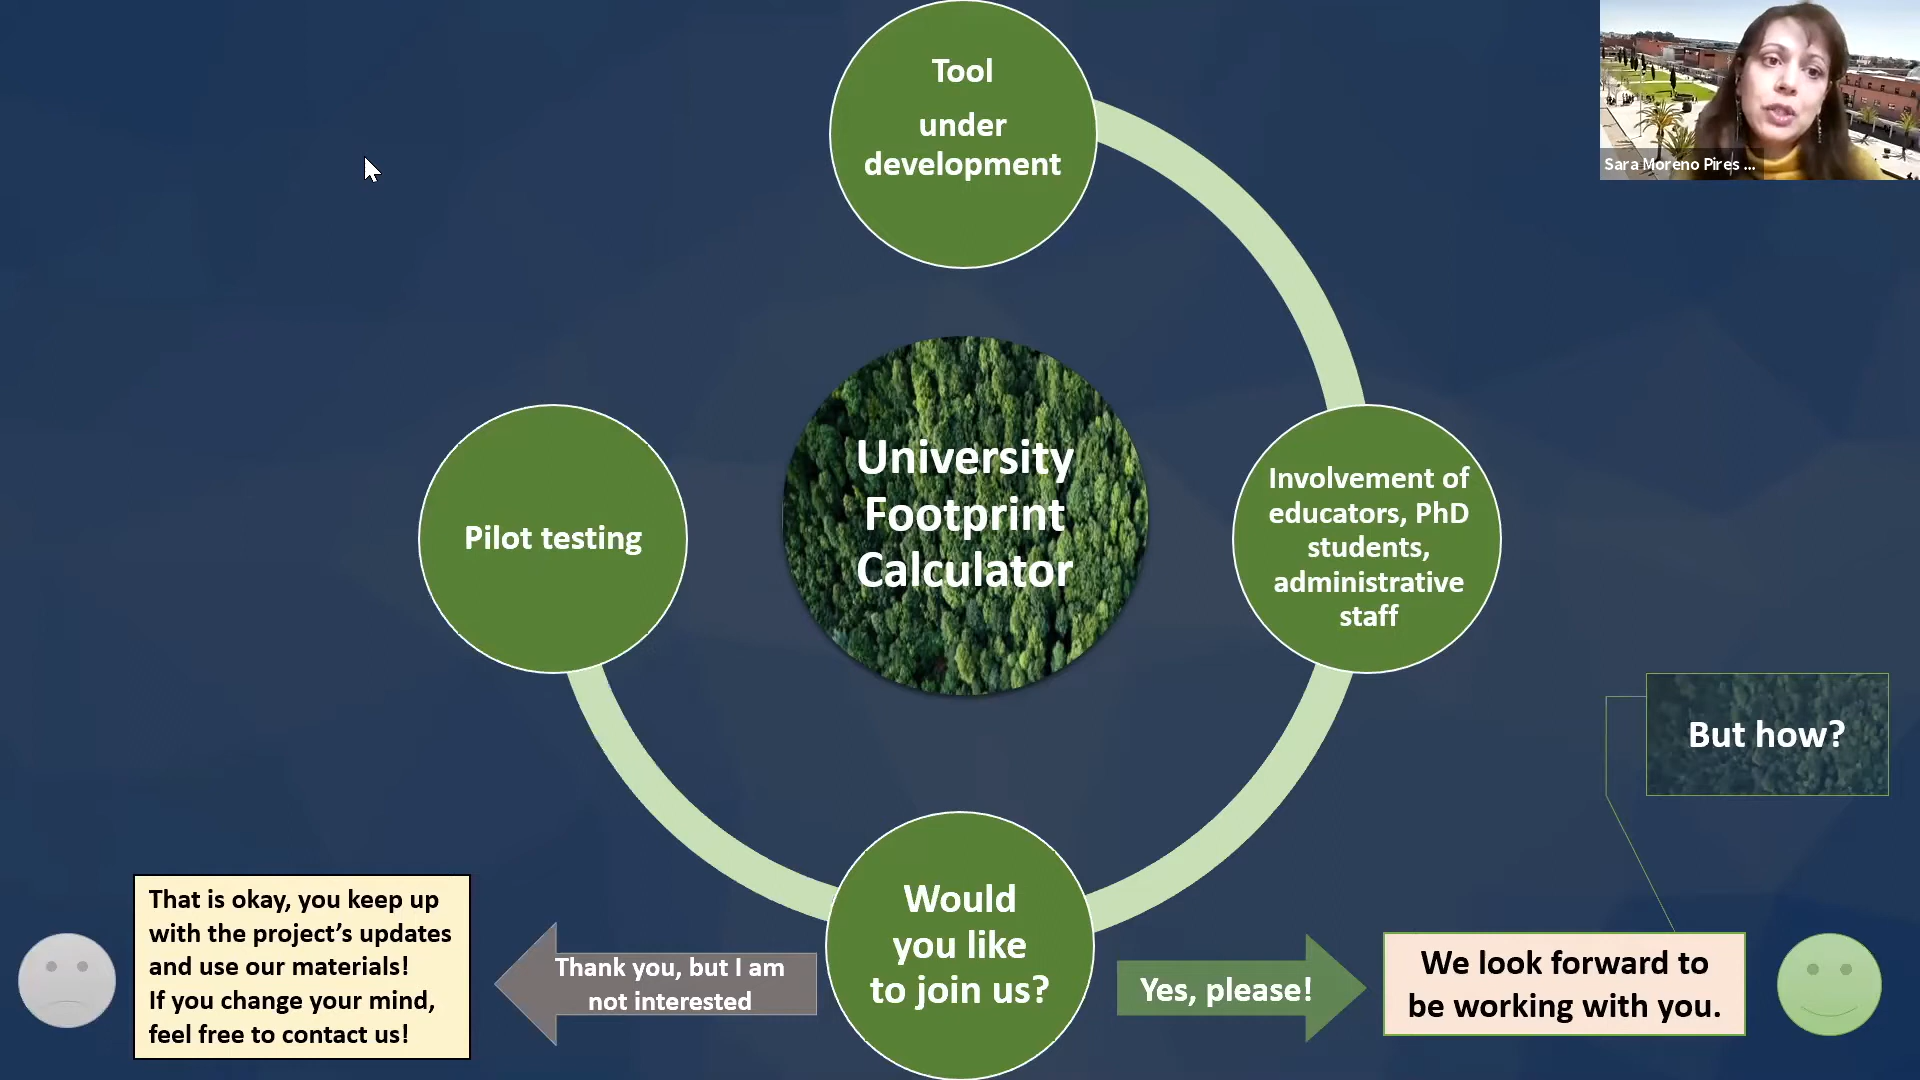 Tool
under
development
Sara Moreno Pires ...
University
Footprint
Calculator
Pilot testing
Involvement of
educators, PhD
students,
administrative
staff
But how?
Would
you like
to join us?
That is okay, you keep up
with the project’s updates
and use our materials!
If you change your mind,
feel free to contact us!
Thank you, but I am
not interested
Yes, please!
We look forward to
be working with you.